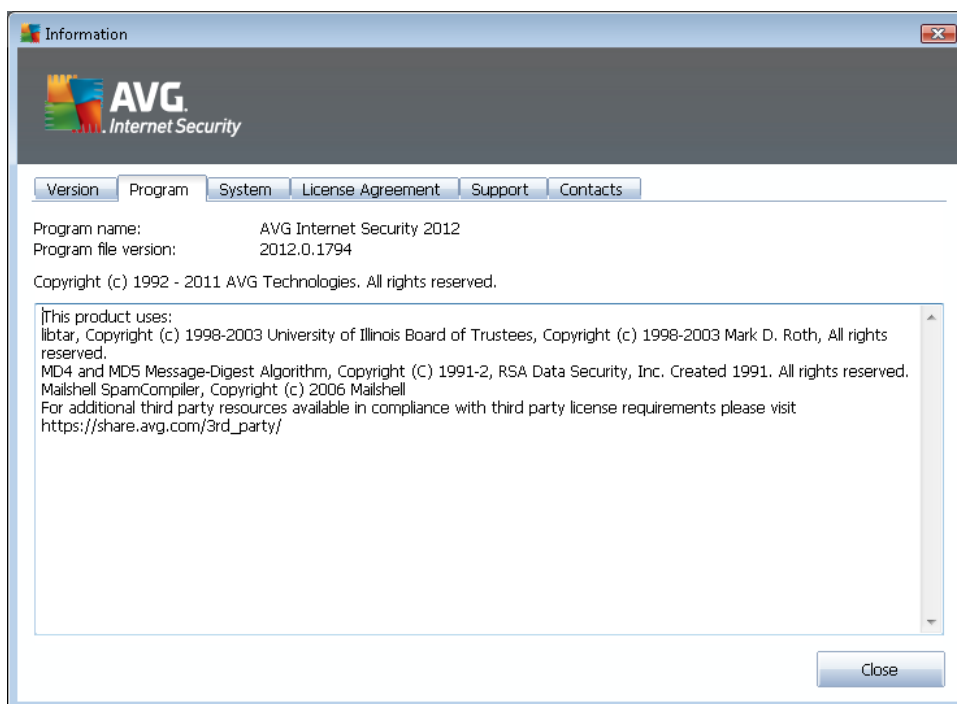 Information
AVG.
Internet Security
Version
Program
System
License Agreement
Support
Contacts
Program name: AVG Internet Security 2012
Program file version: 2012.0.1794
Copyright (c) 1992 - 2011 AVG Technologies. All rights reserved.
This product uses:
libtar, Copyright (c) 1998-2003 University of Illinois Board of Trustees, Copyright (c) 1998-2003 Mark D. Roth, All rights
reserved.
MD4 and MD5 Message-Digest Algorithm, Copyright (C) 1991-2, RSA Data Security, Inc. Created 1991. All rights reserved.
Mailshell SpamCompiler, Copyright (c) 2006 Mailshell
For additional third party resources available in compliance with third party license requirements please visit
https://share.avg.com/3rd_party/
Close